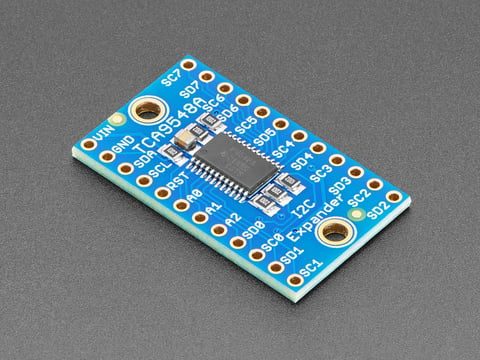 SC7
SD7
SC6
SD6
SC5
SD5
SC4
SD4
SC3
SD3
SC2
SD2
TCA9548A
I2C
Expander
VIN
GND
SDA
SCL
RST
A0
A1
A2
SD0
SC0
SD1
SC1